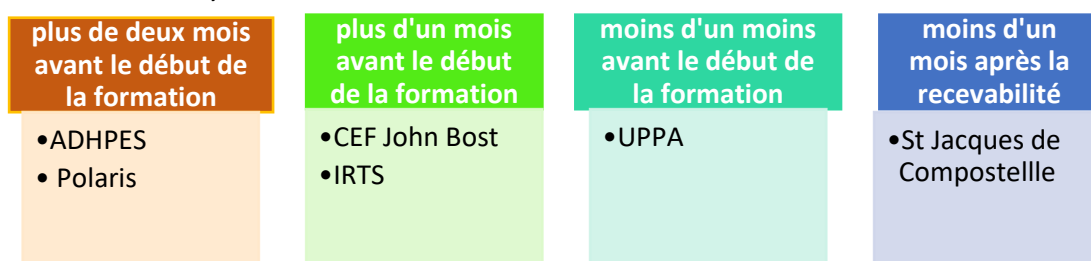 plus de deux mois
avant le début de
la formation
•ADHPES
• Polaris
plus d'un mois
avant le début
de la formation
•CEF John Bost
•IRTS
moins d'un moins
avant le début de
la formation
•UPPA
moins d'un
mois après la
recevabilité
•St Jacques de
Compostellle